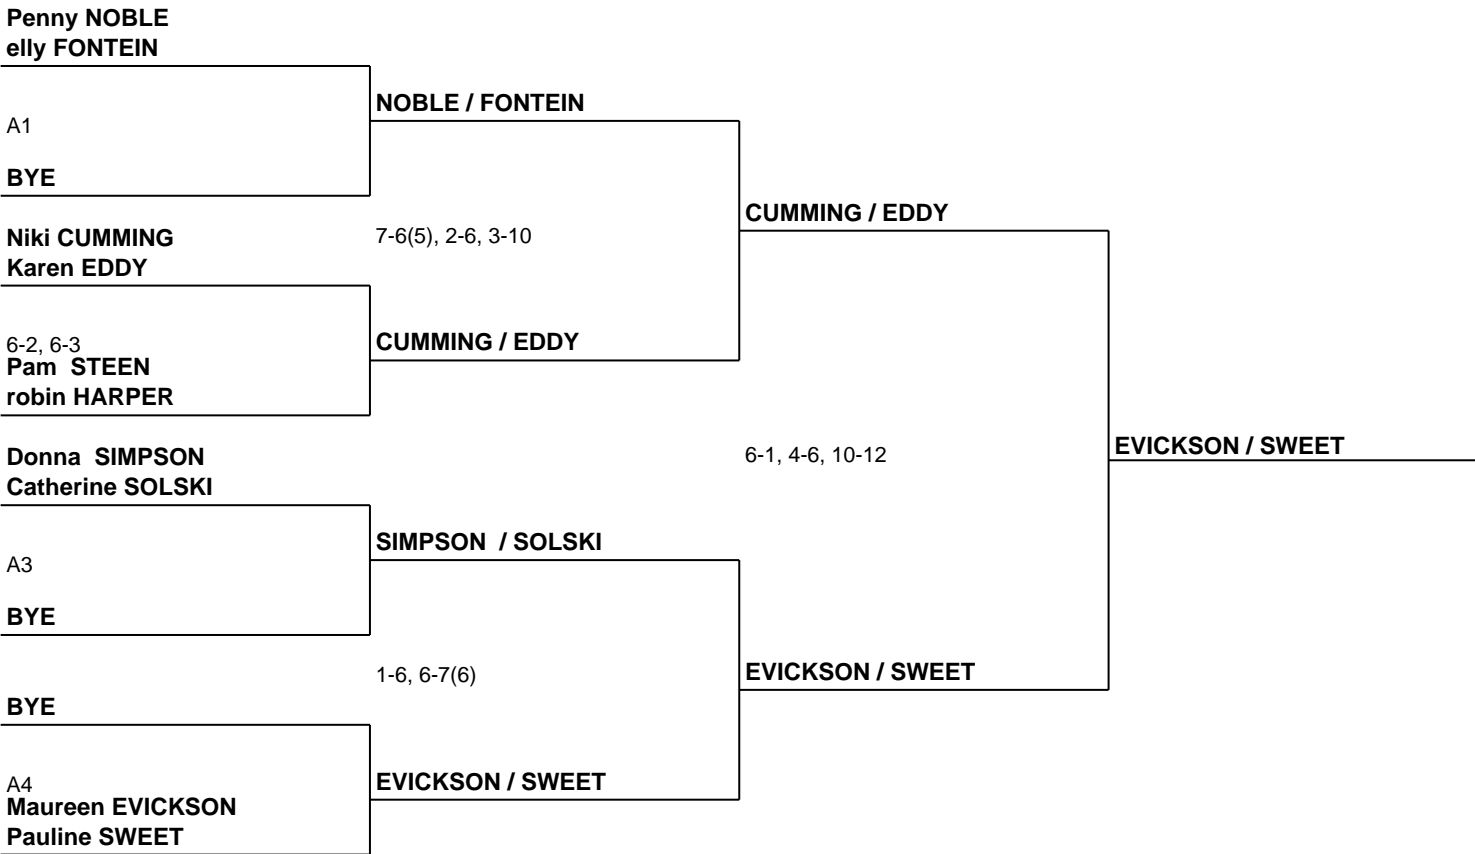 Penny NOBLE
elly FONTEIN
A1
BYE
Niki CUMMING
Karen EDDY
6-2, 6-3
Pam  STEEN
robin HARPER
Donna  SIMPSON
Catherine SOLSKI
A3
BYE
BYE
A4
Maureen EVICKSON
Pauline SWEET
NOBLE / FONTEIN
7-6(5), 2-6, 3-10
CUMMING / EDDY
SIMPSON  / SOLSKI
1-6, 6-7(6)
EVICKSON / SWEET
CUMMING / EDDY
6-1, 4-6, 10-12
EVICKSON / SWEET
EVICKSON / SWEET